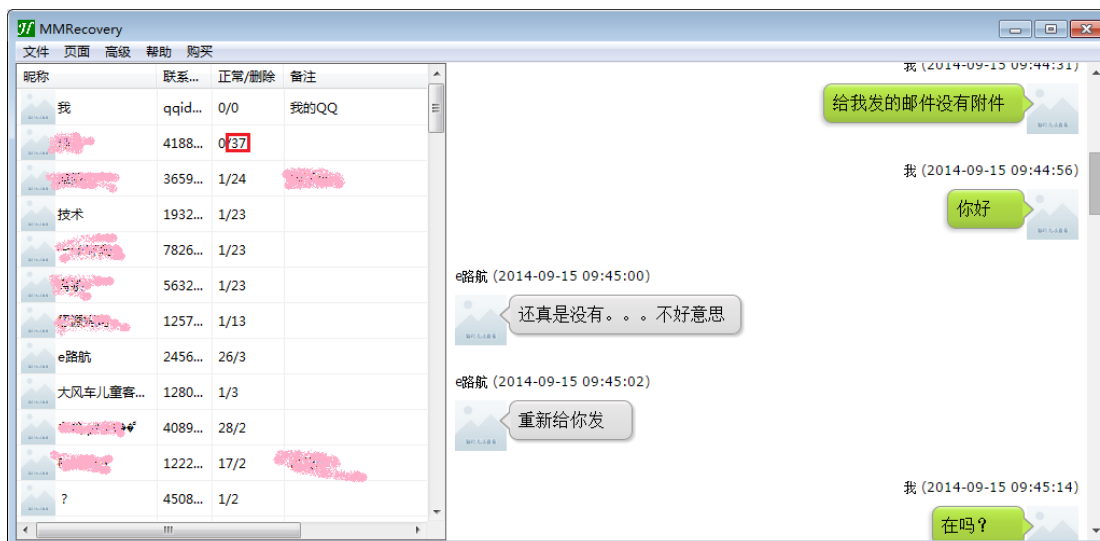 MMRecovery
文件 页面 高级 帮助 购买
昵称 联系... 正常/删除 备注
我 qqid... 0/0 我的QQ
4188... 0/37
3659... 1/24
技术 1932... 1/23
7826... 1/23
5632... 1/23
1257... 1/13
e路航 2456... 26/3
大风车儿童客... 1280... 1/3
4089... 28/2
1222... 17/2
? 4508... 1/2
我 (2014-09-15 09:44:31)
给我发的邮件没有附件
我 (2014-09-15 09:44:56)
你好
e路航 (2014-09-15 09:45:00)
还真是没有。。。不好意思
e路航 (2014-09-15 09:45:02)
重新给你发
我 (2014-09-15 09:45:14)
在吗?